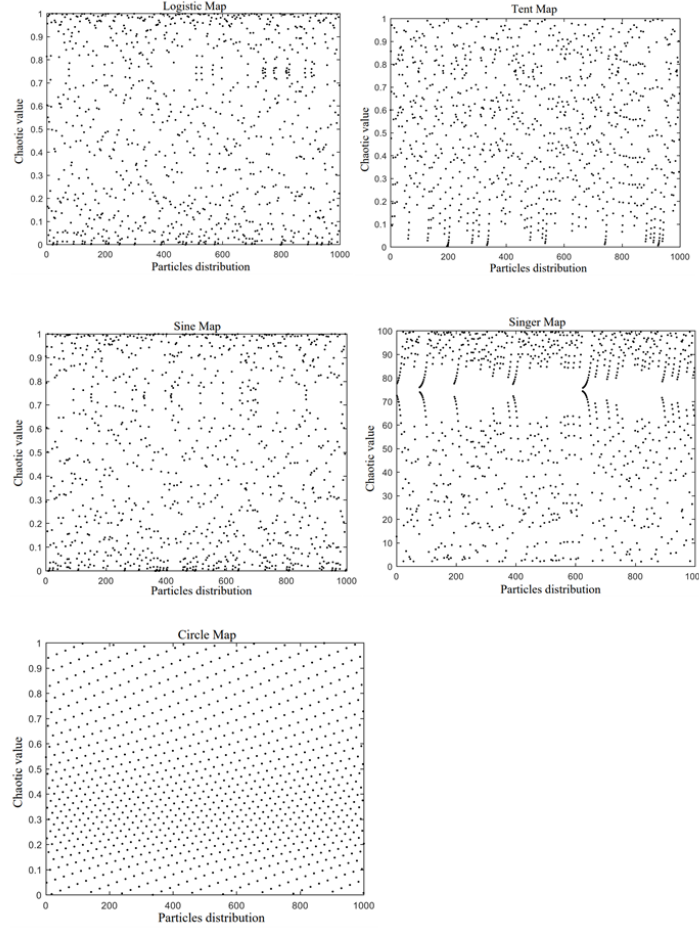 Logistic Map
1
0.9
0.8
0.7
0.6
0.5
0.4
0.3
0.2
0.1
0
Chaotic value
0 200 400 600 800 1000
Particles distribution
Tent Map
1
0.9
0.8
0.7
0.6
0.5
0.4
0.3
0.2
0.1
0
Chaotic value
0 200 400 600 800 1000
Particles distribution
Sine Map
1
0.9
0.8
0.7
0.6
0.5
0.4
0.3
0.2
0.1
0
Chaotic value
0 200 400 600 800 1000
Particles distribution
Singer Map
100
90
80
70
60
50
40
30
20
10
0
Chaotic value
0 200 400 600 800 1000
Particles distribution
Circle Map
1
0.9
0.8
0.7
0.6
0.5
0.4
0.3
0.2
0.1
0
Chaotic value
0 200 400 600 800 1000
Particles distribution